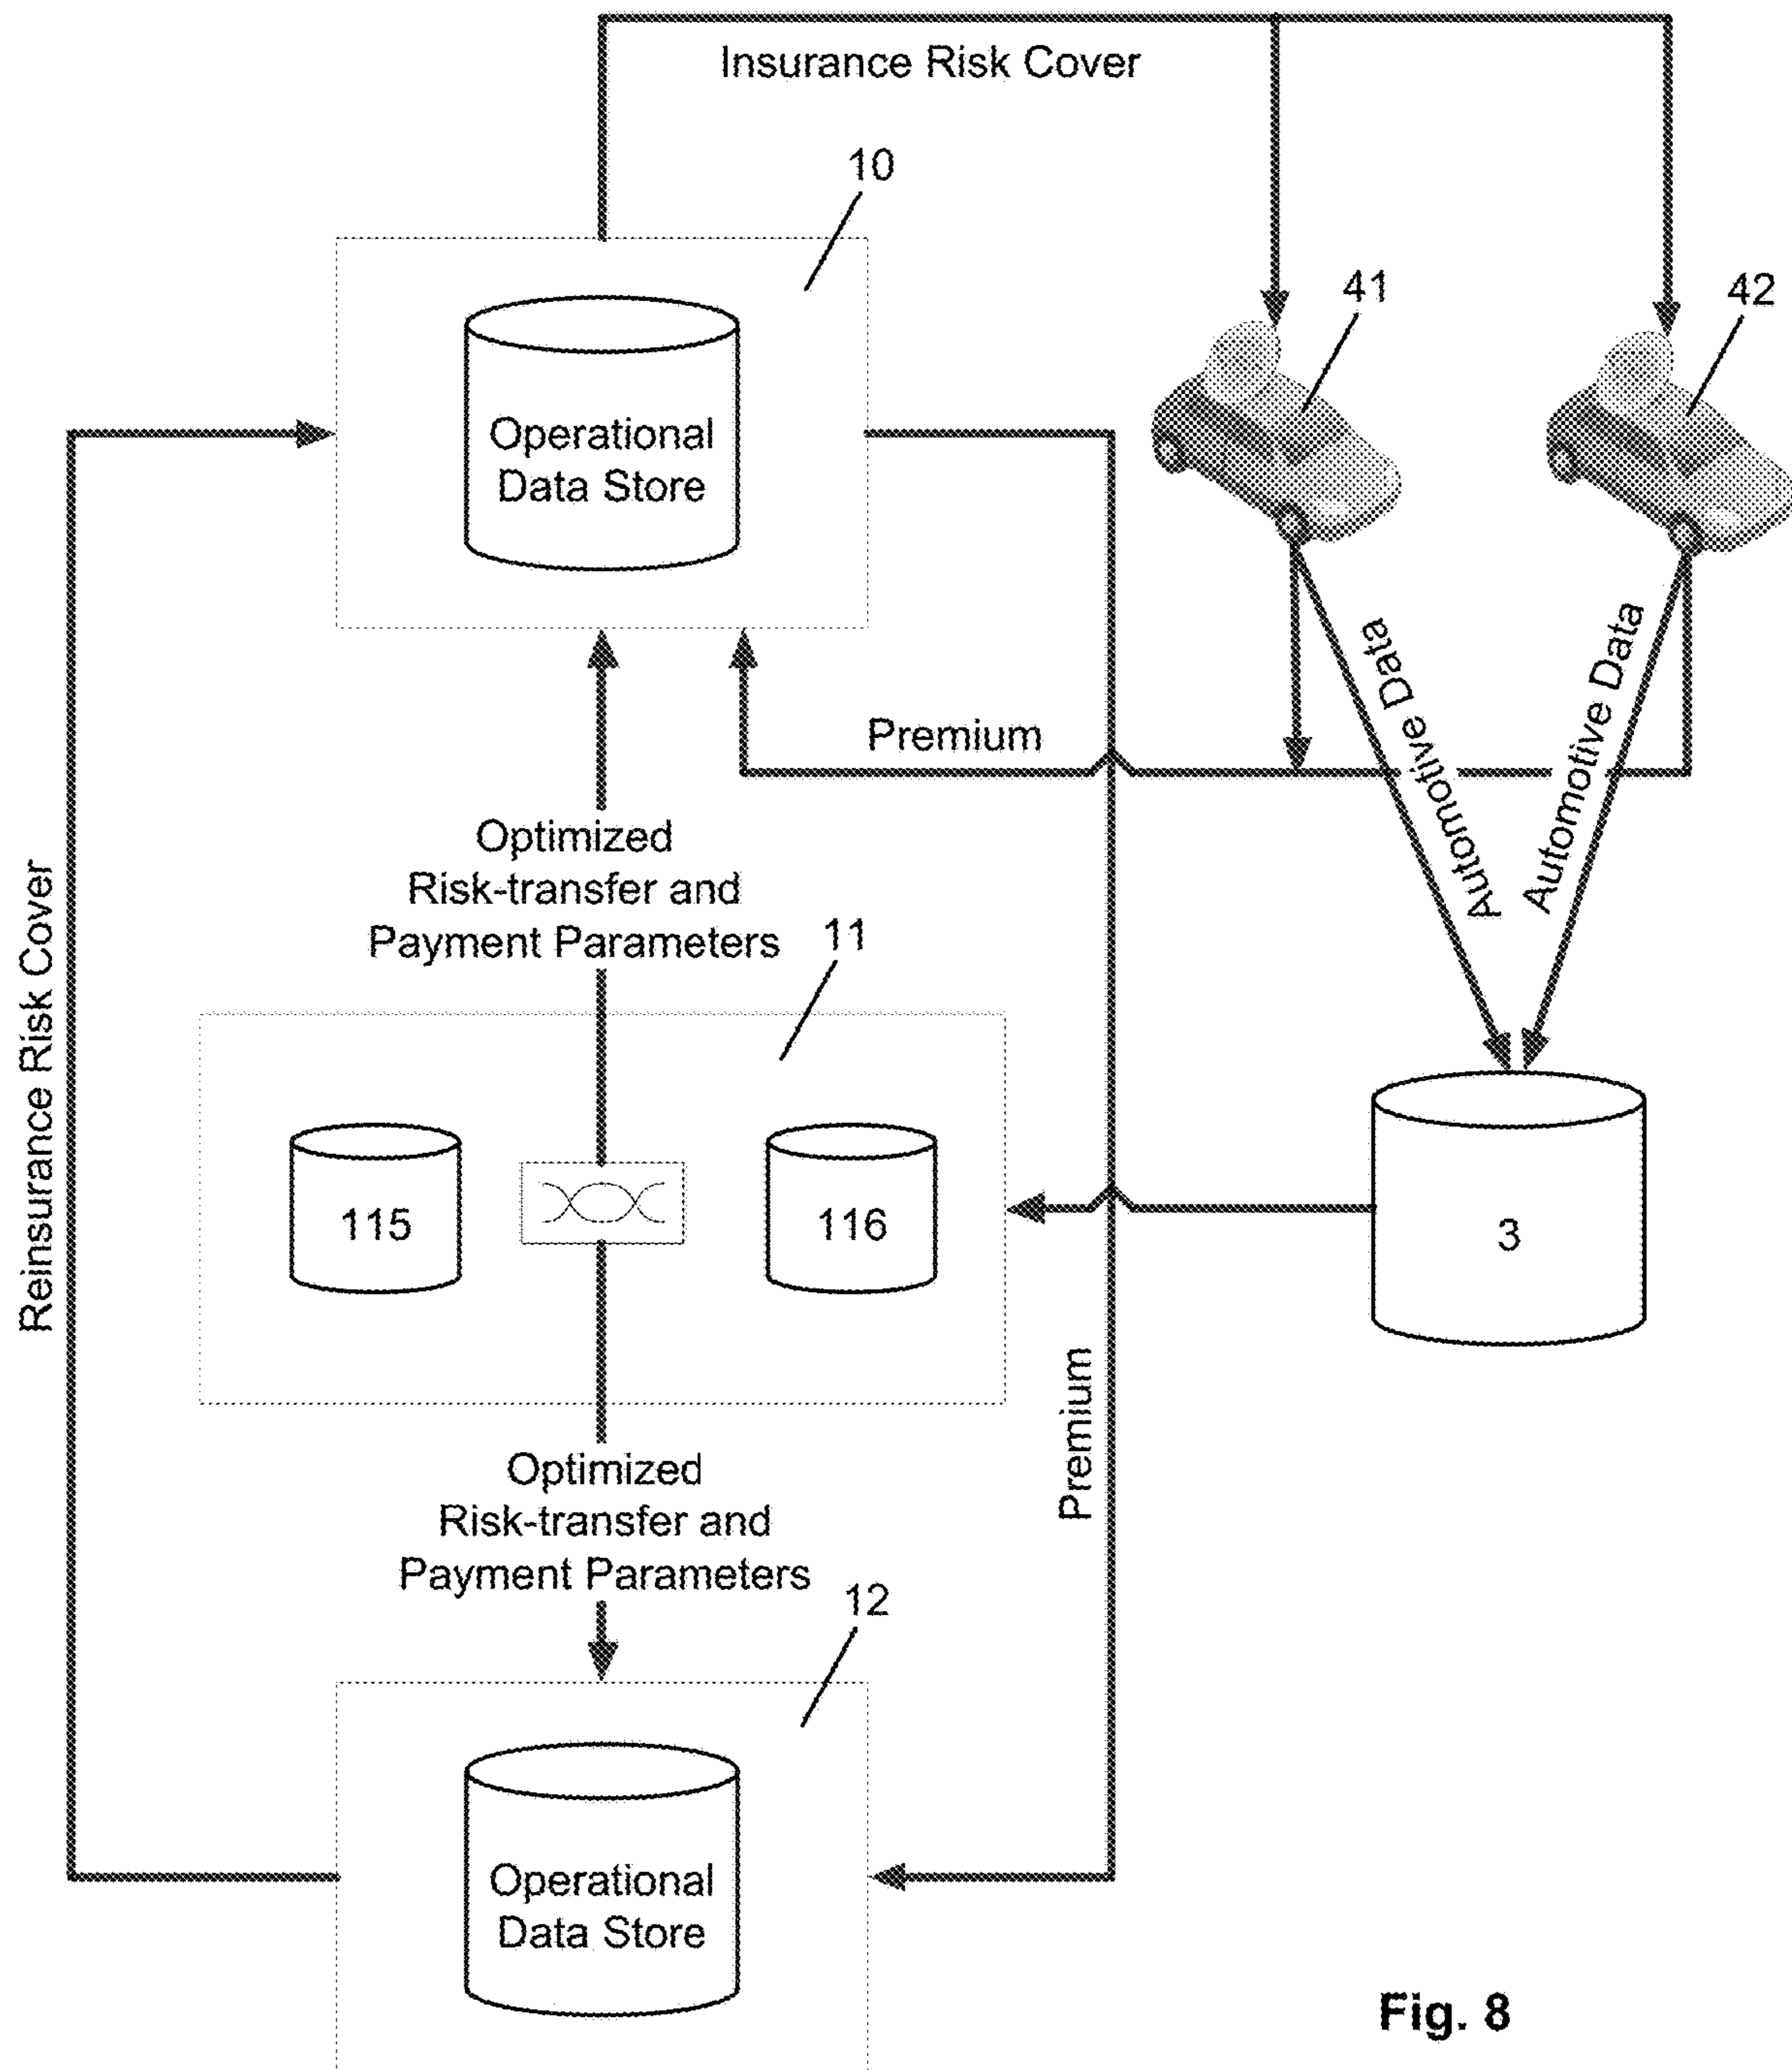 Insurance Risk Cover
10
41
42
Operational
Data Store
Premium
Automotive Data
Automotive Data
Optimized
Risk-transfer and
Payment Parameters
11
Reinsurance Risk Cover
115
116
3
Premium
Optimized
Risk-transfer and
Payment Parameters
12
Operational
Data Store
Fig. 8